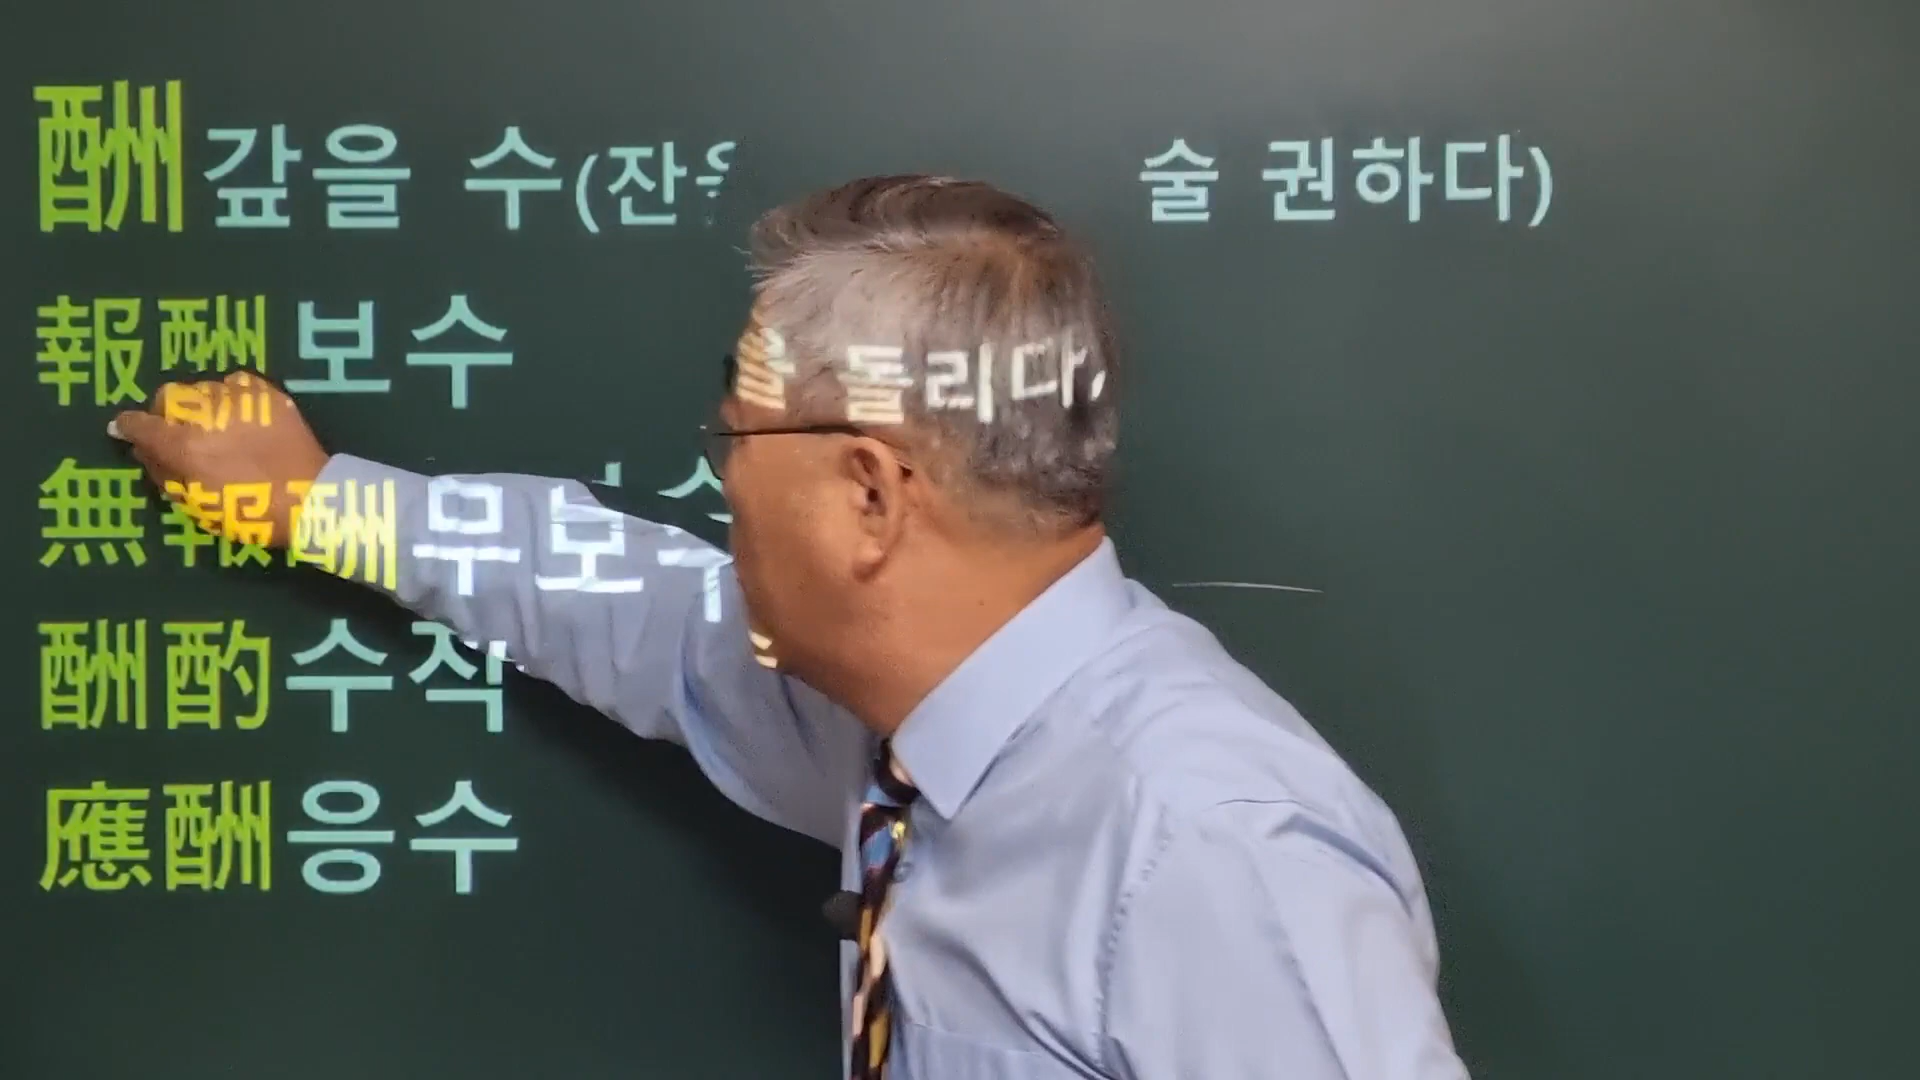 酬 갚을 수(잔을 돌리다, 술 권하다)
報酬 보수
無報酬 무보수
酬酌 수작
應酬 응수